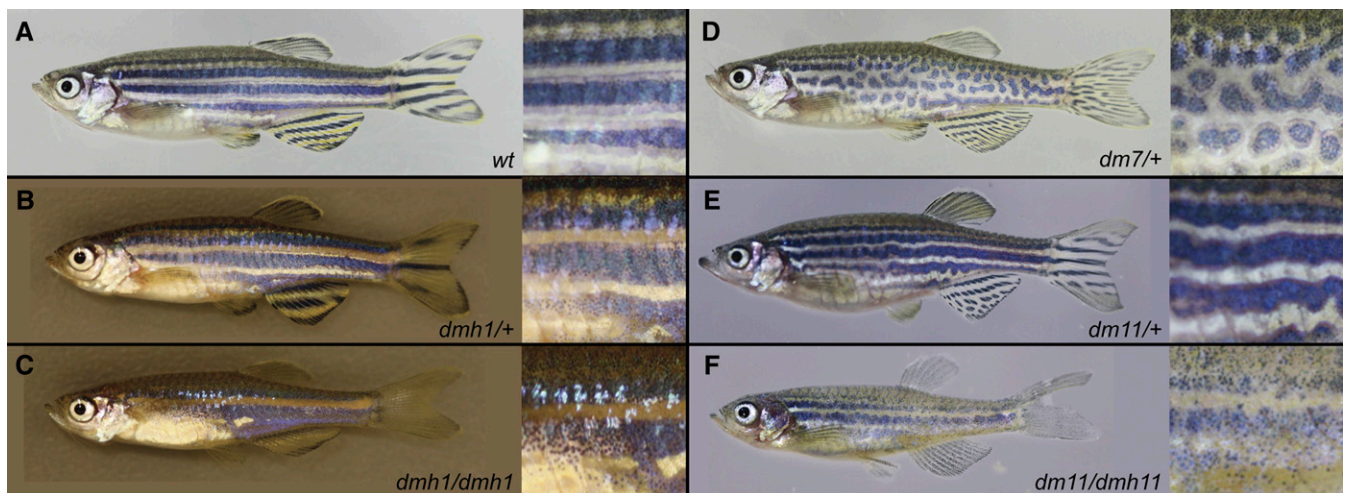 A
wt
B
dmh1/+
C
dmh1/dmh1
D
dm7/+
E
dm11/+
F
dm11/dmh11